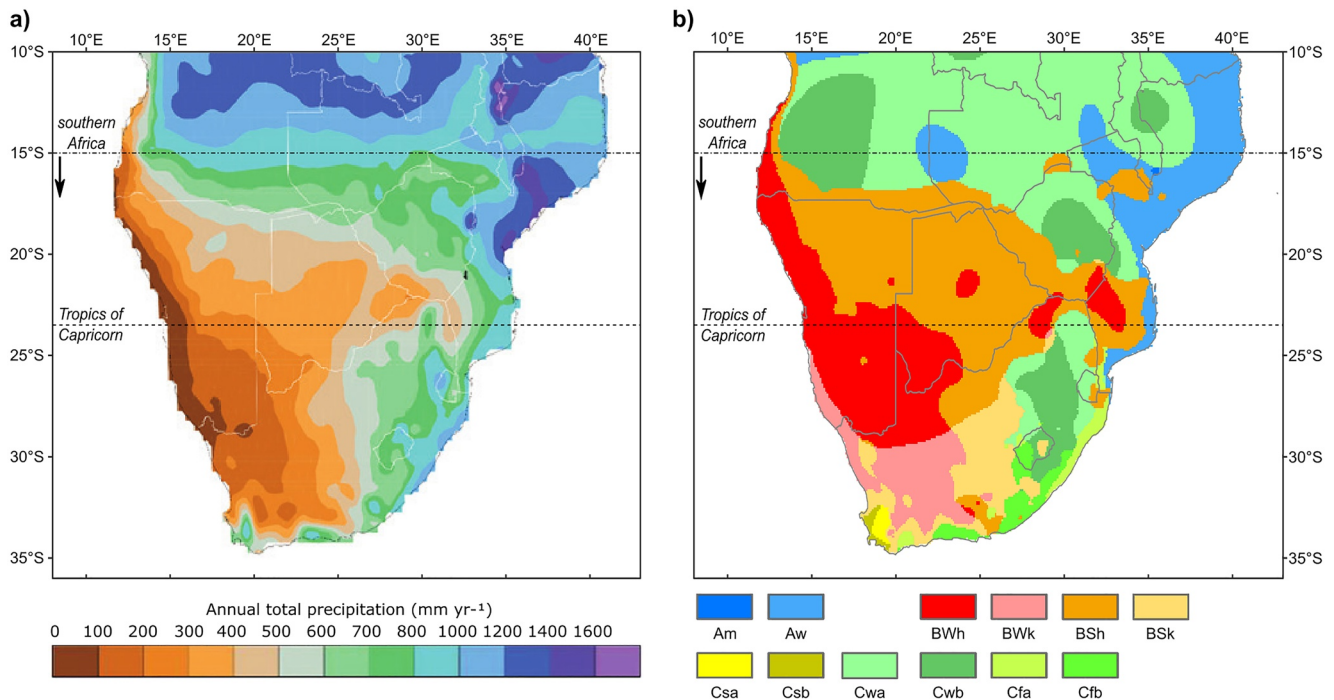 a)
10°E 15°E 20°E 25°E 30°E 35°E 40°E
10°S
southern
Africa
15°S
20°S
Tropics of
Capricorn
25°S
30°S
35°S
Annual total precipitation (mm yr-¹)
0 100 200 300 400 500 600 700 800 1000 1200 1400 1600
b)
10°E 15°E 20°E 25°E 30°E 35°E 40°E
10°S
southern
Africa
15°S
20°S
Tropics of
Capricorn
25°S
30°S
35°S
Am Aw BWh BWk BSh BSk
Csa Csb Cwa Cwb Cfa Cfb